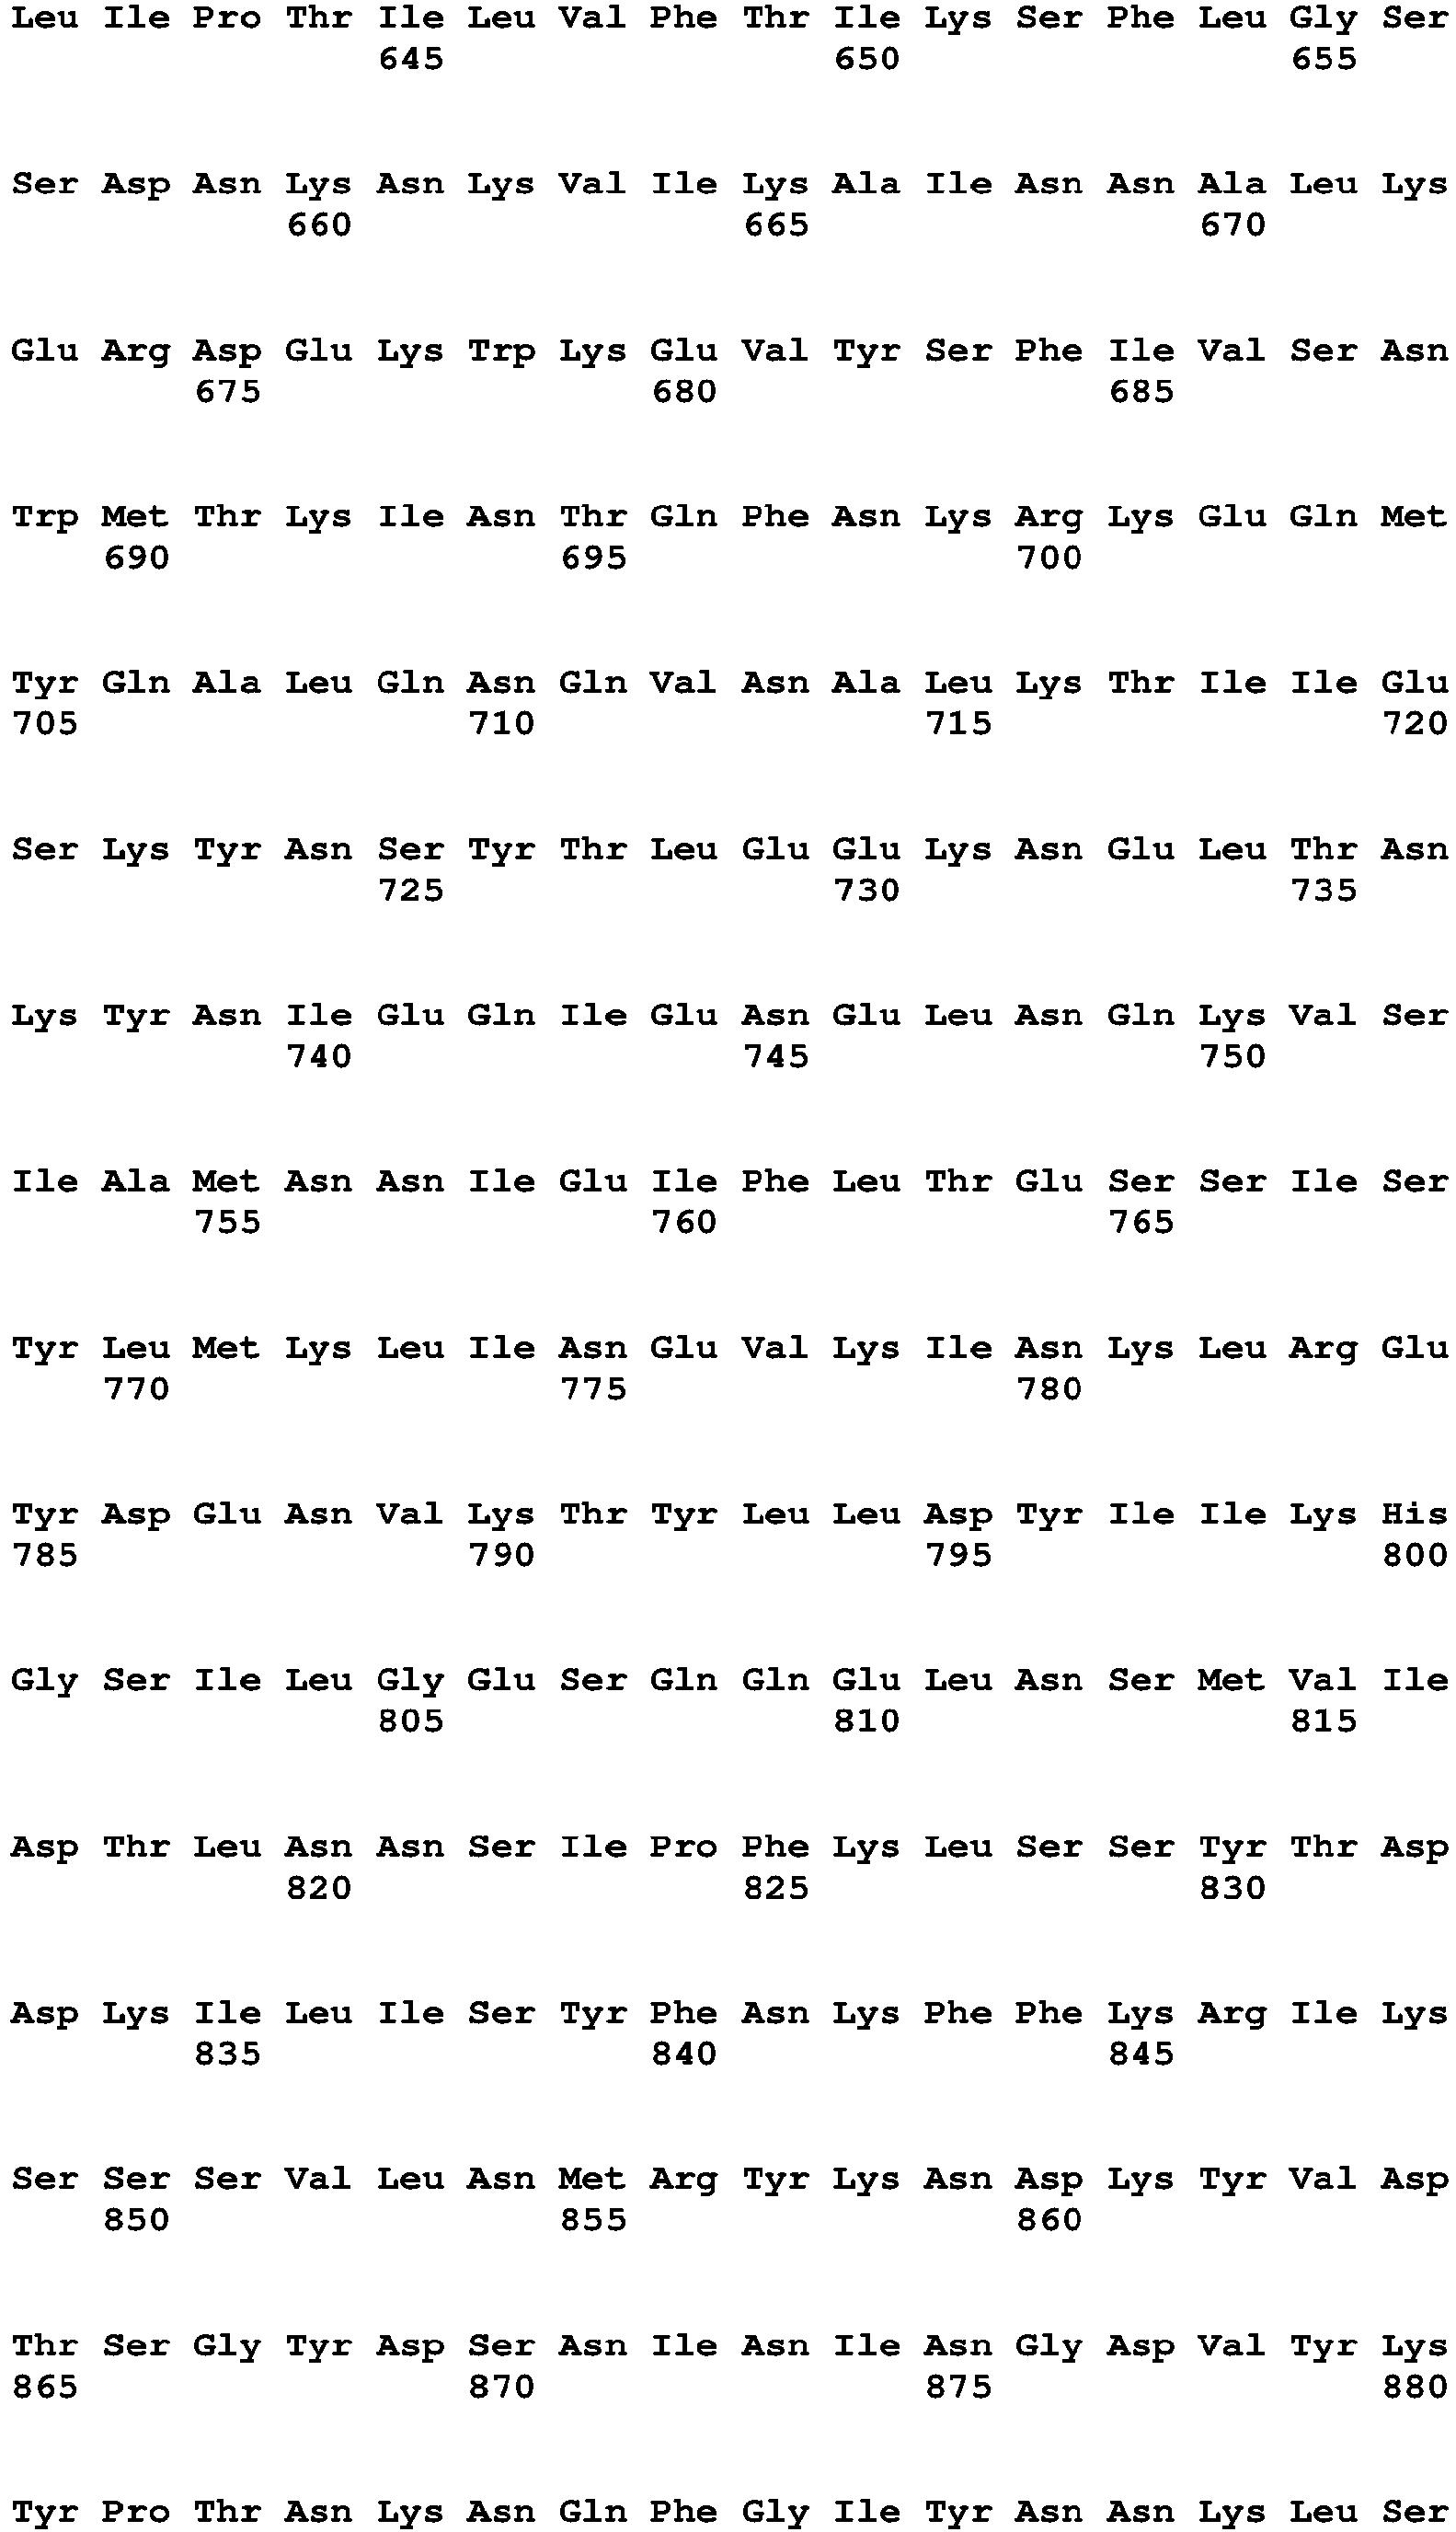 Leu Ile Pro Thr Ile Leu Val Phe Thr Ile Lys Ser Phe Leu Gly Ser
645 650 655
Ser Asp Asn Lys Asn Lys Val Ile Lys Ala Ile Asn Asn Ala Leu Lys
660 665 670
Glu Arg Asp Glu Lys Trp Lys Glu Val Tyr Ser Phe Ile Val Ser Asn
675 680 685
Trp Met Thr Lys Ile Asn Thr Gln Phe Asn Lys Arg Lys Glu Gln Met
690 695 700
Tyr Gln Ala Leu Gln Asn Gln Val Asn Ala Leu Lys Thr Ile Ile Glu
705 710 715 720
Ser Lys Tyr Asn Ser Tyr Thr Leu Glu Glu Lys Asn Glu Leu Thr Asn
725 730 735
Lys Tyr Asn Ile Glu Gln Ile Glu Asn Glu Leu Asn Gln Lys Val Ser
740 745 750
Ile Ala Met Asn Asn Ile Glu Ile Phe Leu Thr Glu Ser Ser Ile Ser
755 760 765
Tyr Leu Met Lys Leu Ile Asn Glu Val Lys Ile Asn Lys Leu Arg Glu
770 775 780
Tyr Asp Glu Asn Val Lys Thr Tyr Leu Leu Asp Tyr Ile Ile Lys His
785 790 795 800
Gly Ser Ile Leu Gly Glu Ser Gln Gln Glu Leu Asn Ser Met Val Ile
805 810 815
Asp Thr Leu Asn Asn Ser Ile Pro Phe Lys Leu Ser Ser Tyr Thr Asp
820 825 830
Asp Lys Ile Leu Ile Ser Tyr Phe Asn Lys Phe Phe Lys Arg Ile Lys
835 840 845
Ser Ser Ser Val Leu Asn Met Arg Tyr Lys Asn Asp Lys Tyr Val Asp
850 855 860
Thr Ser Gly Tyr Asp Ser Asn Ile Asn Ile Asn Gly Asp Val Tyr Lys
865 870 875 880
Tyr Pro Thr Asn Lys Asn Gln Phe Gly Ile Tyr Asn Asn Lys Leu Ser